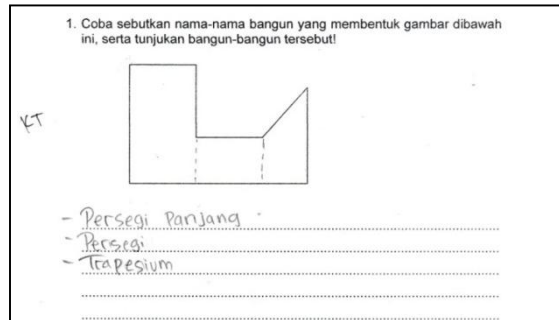 1. Coba sebutkan nama-nama bangun yang membentuk gambar dibawah
ini, serta tunjukan bangun-bangun tersebut!
KT
- Persegi Panjang
- Persegi
- Trapesium